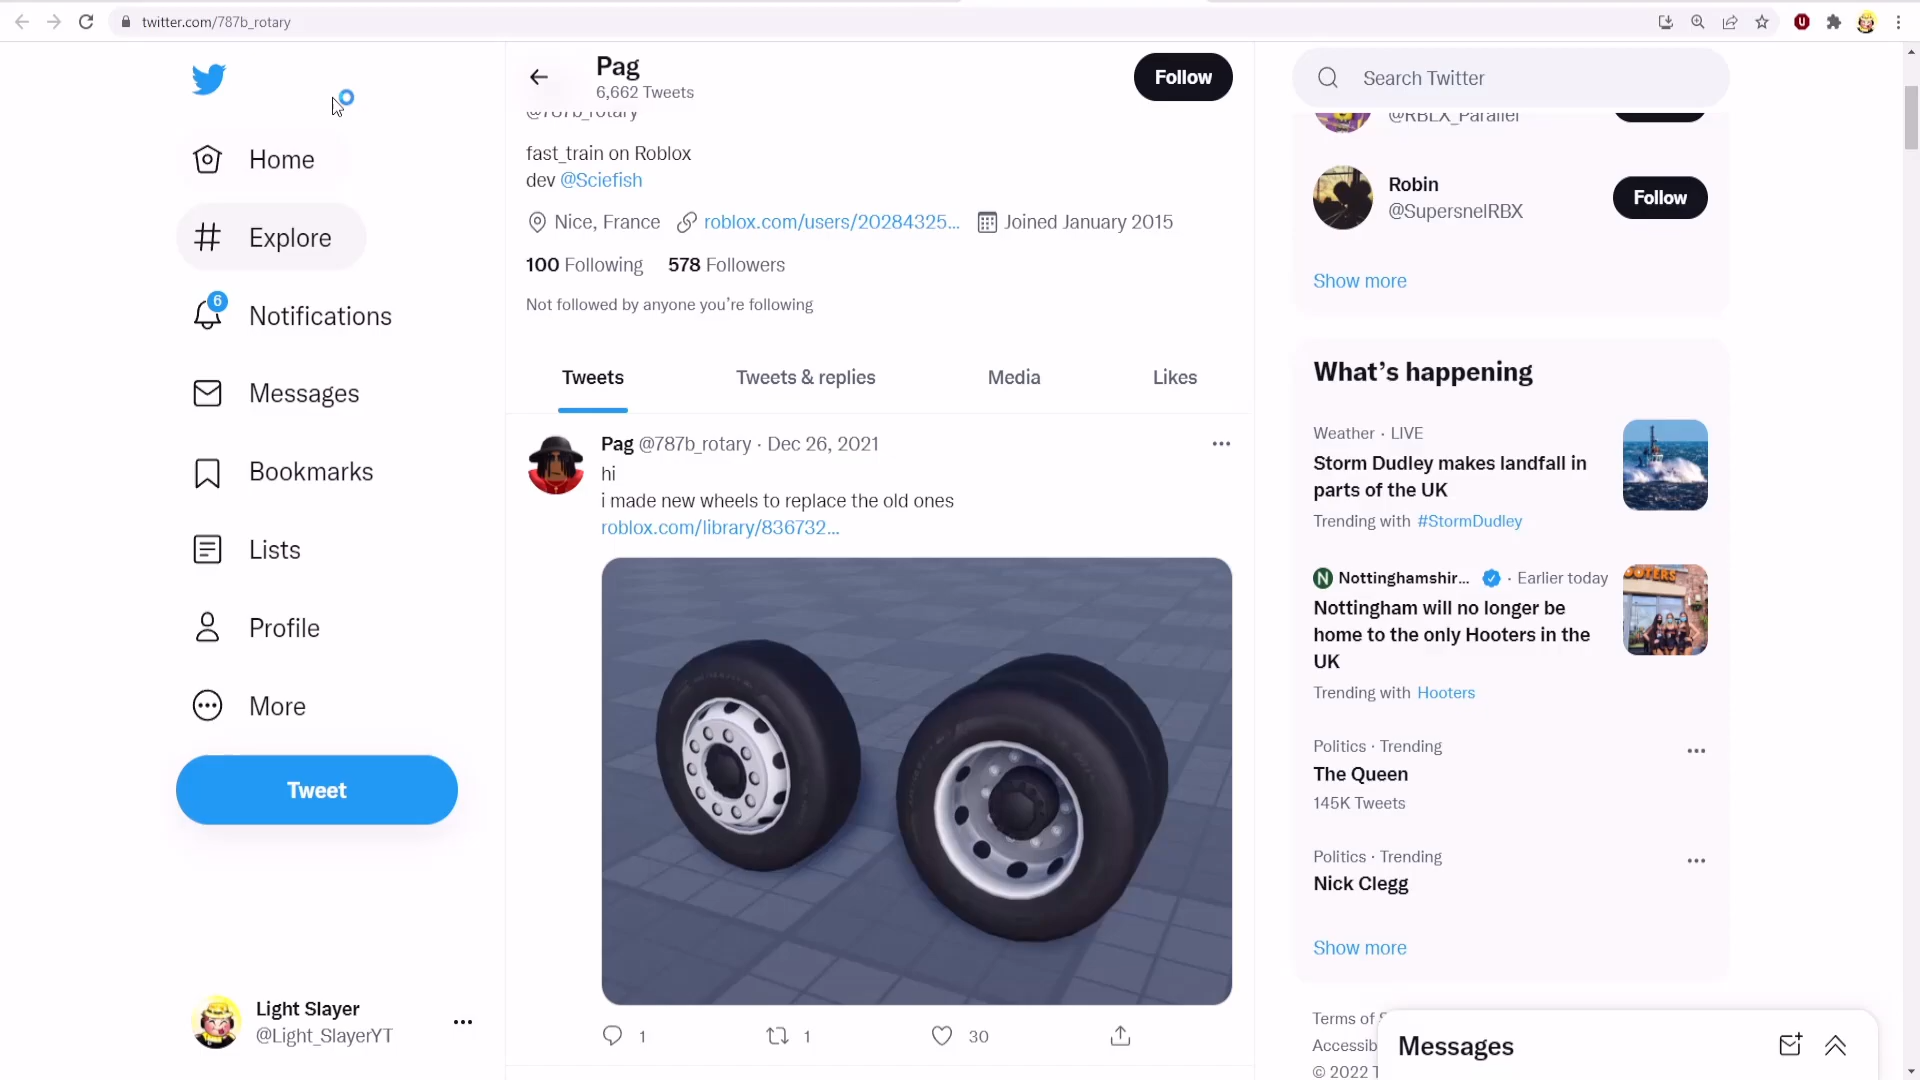 twitter.com/787b_rotary
Home
Explore
6
Notifications
Messages
Bookmarks
Lists
Profile
More
Tweet
Light Slayer
@Light_SlayerYT
Pag
6,662 Tweets
Follow
@787b_rotary
fast_train on Roblox
dev @Sciefish
Nice, France roblox.com/users/20284325... Joined January 2015
100 Following 578 Followers
Not followed by anyone you're following
Tweets Tweets & replies Media Likes
Pag @787b_rotary · Dec 26, 2021
hi
i made new wheels to replace the old ones
roblox.com/library/836732...
1 1 30
Search Twitter
@RBLX_Parallel
Robin
@SupersnelRBX
Follow
Show more
What's happening
Weather · LIVE
Storm Dudley makes landfall in
parts of the UK
Trending with #StormDudley
N Nottinghamshir... · Earlier today
Nottingham will no longer be
home to the only Hooters in the
UK
Trending with Hooters
Politics · Trending
The Queen
145K Tweets
Politics · Trending
Nick Clegg
Show more
Terms of
Accessib
© 2022
Messages